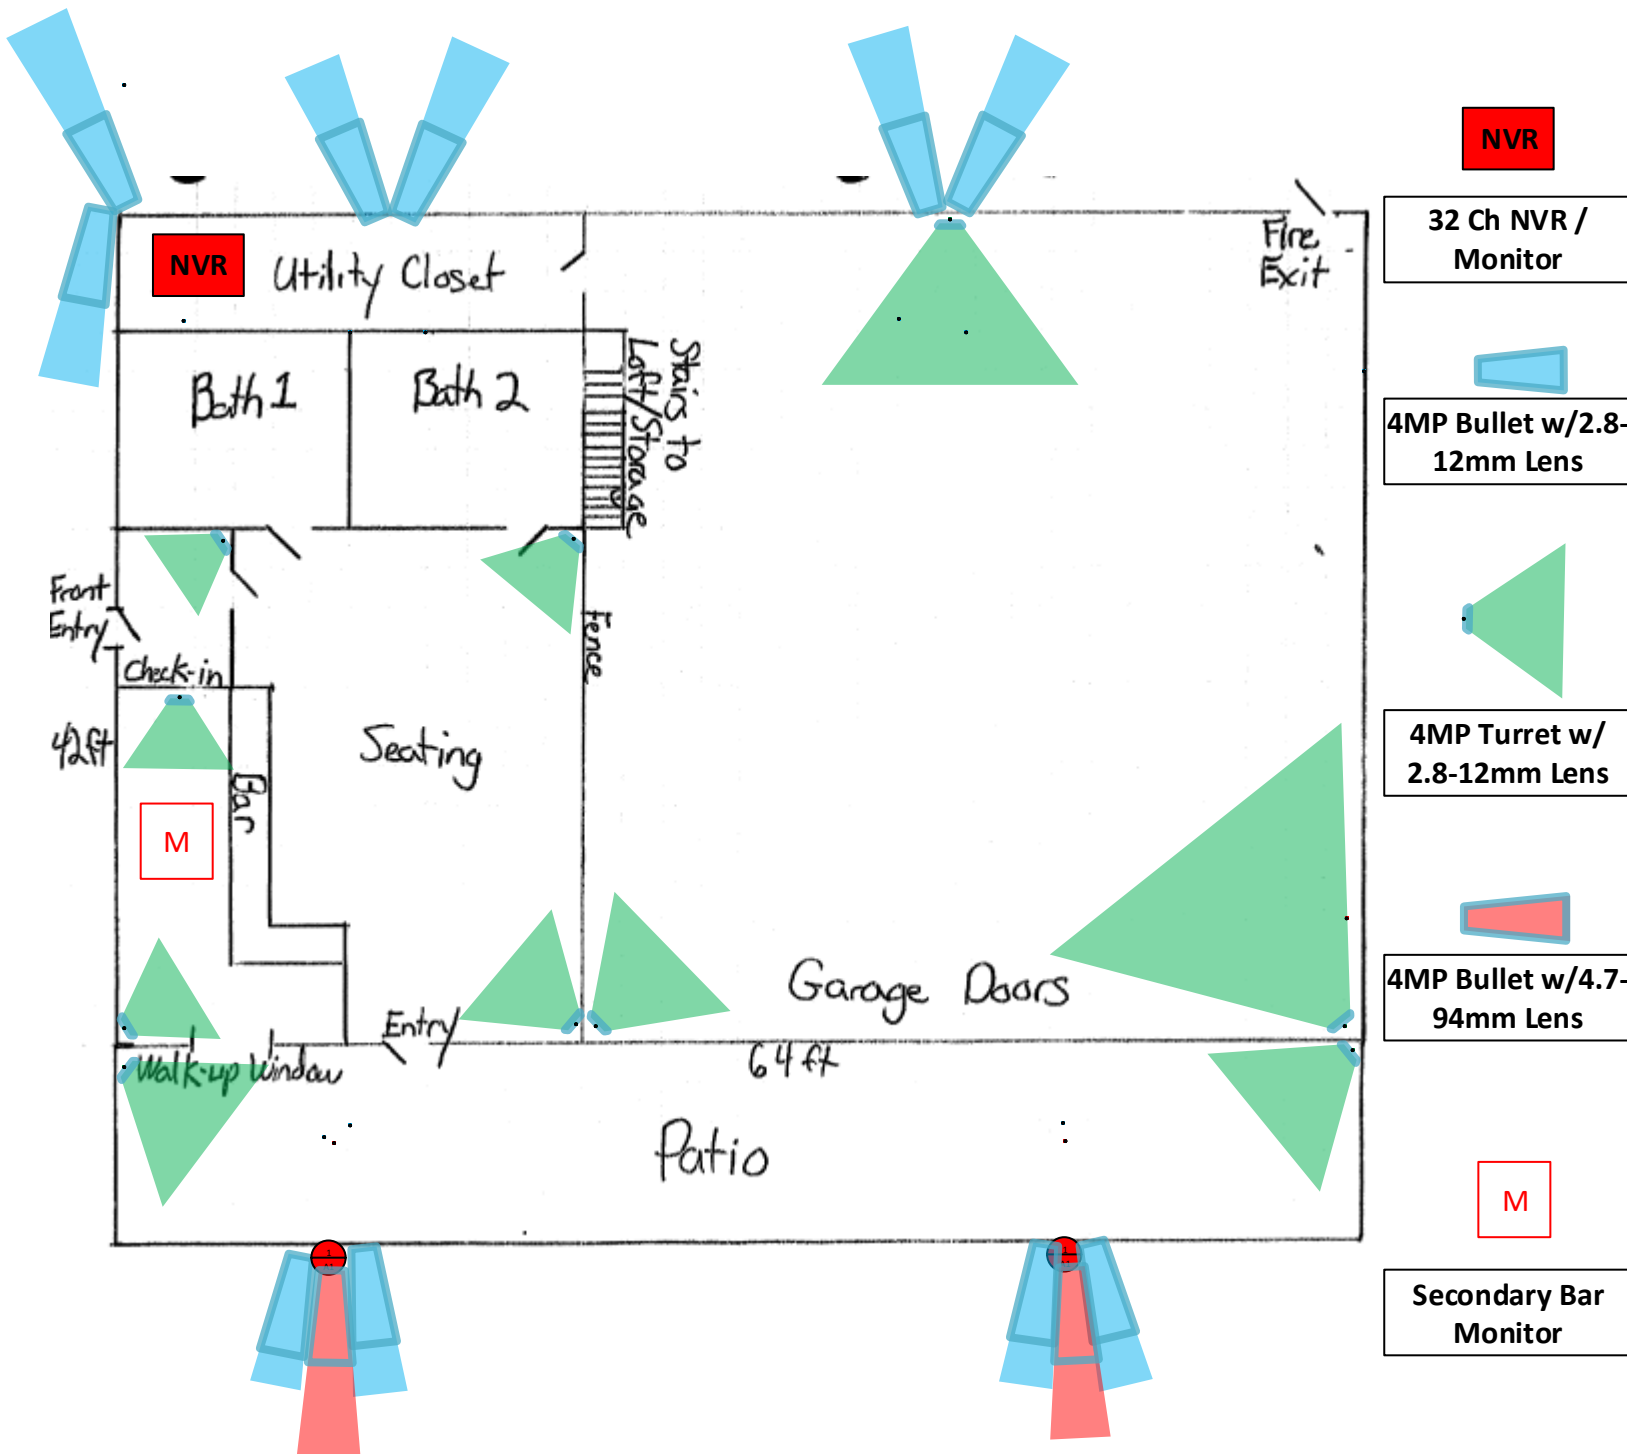 NVR
Utility Closet
Fire
Exit
Bath 1
Bath 2
Stairs to
Loft/Storage
Front
Entry
Check-in
Fence
42ft
Seating
Bar
M
Garage Doors
Entry
Walk-up Window
64 ft
Patio
NVR
32 Ch NVR /
Monitor
4MP Bullet w/2.8-
12mm Lens
4MP Turret w/
2.8-12mm Lens
4MP Bullet w/4.7-
94mm Lens
M
Secondary Bar
Monitor